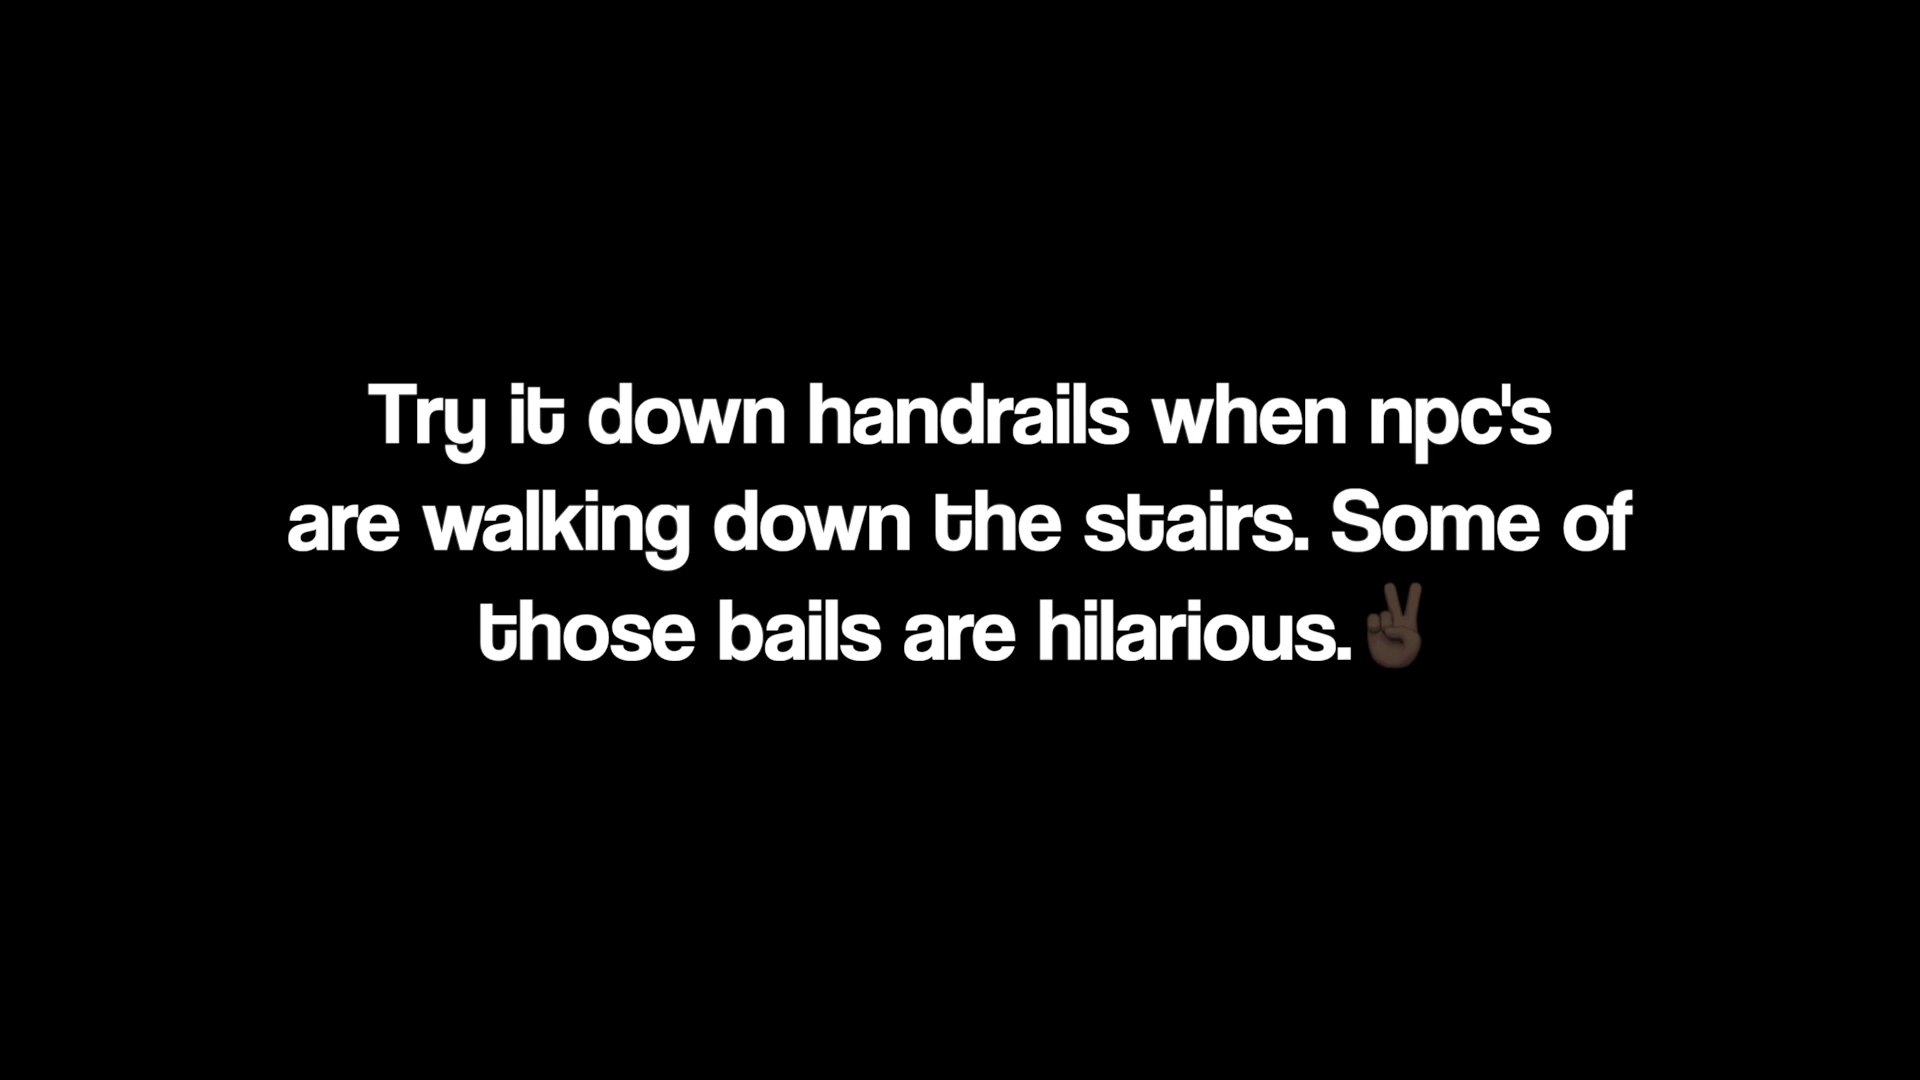 Try it down handrails when npc's
are walking down the stairs. Some of
those bails are hilarious.✌🏿